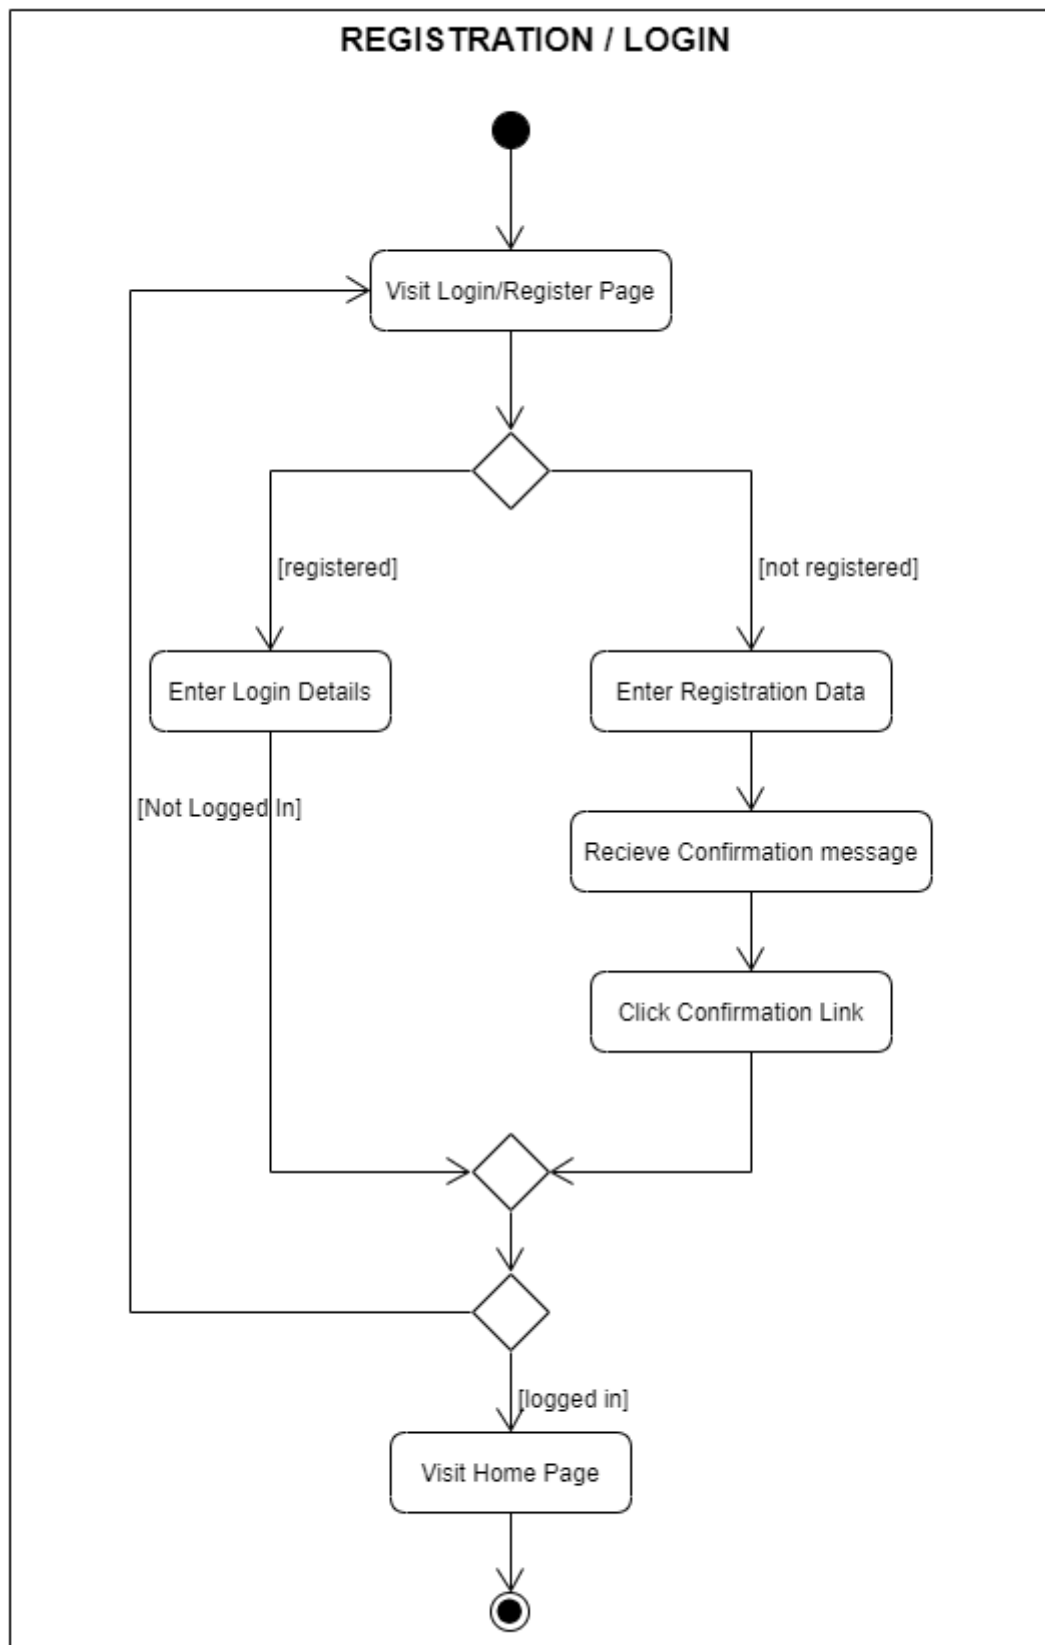 REGISTRATION / LOGIN
Visit Login/Register Page
[registered]
[not registered]
Enter Login Details
Enter Registration Data
[Not Logged In]
Recieve Confirmation message
Click Confirmation Link
[logged in]
Visit Home Page